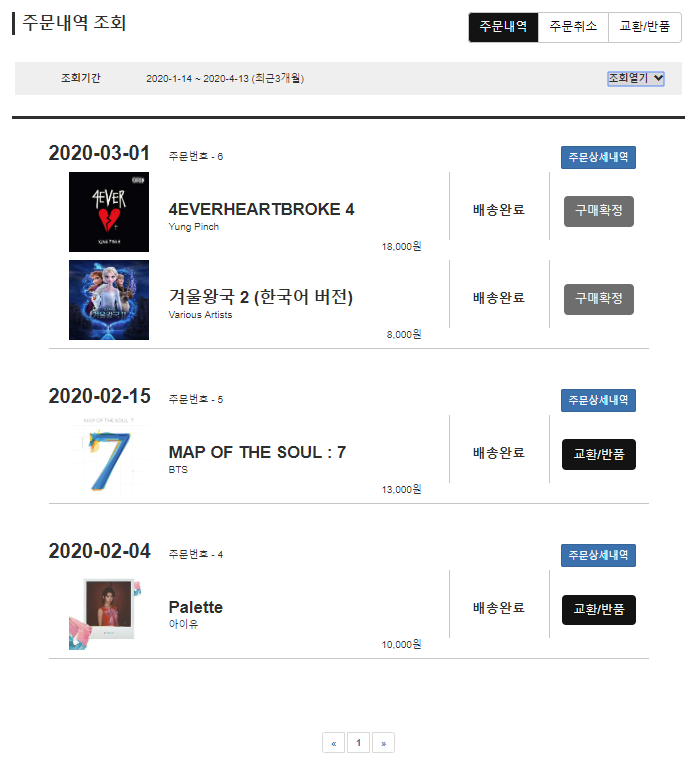 주문내역 조회
주문내역 주문취소 교환/반품
조회기간 2020-1-14 ~ 2020-4-13 (최근3개월) 조회열기
2020-03-01 주문번호 - 6 주문상세내역
4EVER
YUNG PINCH
4EVERHEARTBROKE 4
Yung Pinch
배송완료 구매확정
18,000원
겨울왕국 II
겨울왕국 2 (한국어 버전)
Various Artists
배송완료 구매확정
8,000원
2020-02-15 주문번호 - 5 주문상세내역
MAP OF THE SOUL : 7
7
MAP OF THE SOUL : 7
BTS
배송완료 교환/반품
13,000원
2020-02-04 주문번호 - 4 주문상세내역
Palette
아이유
배송완료 교환/반품
10,000원
« 1 »